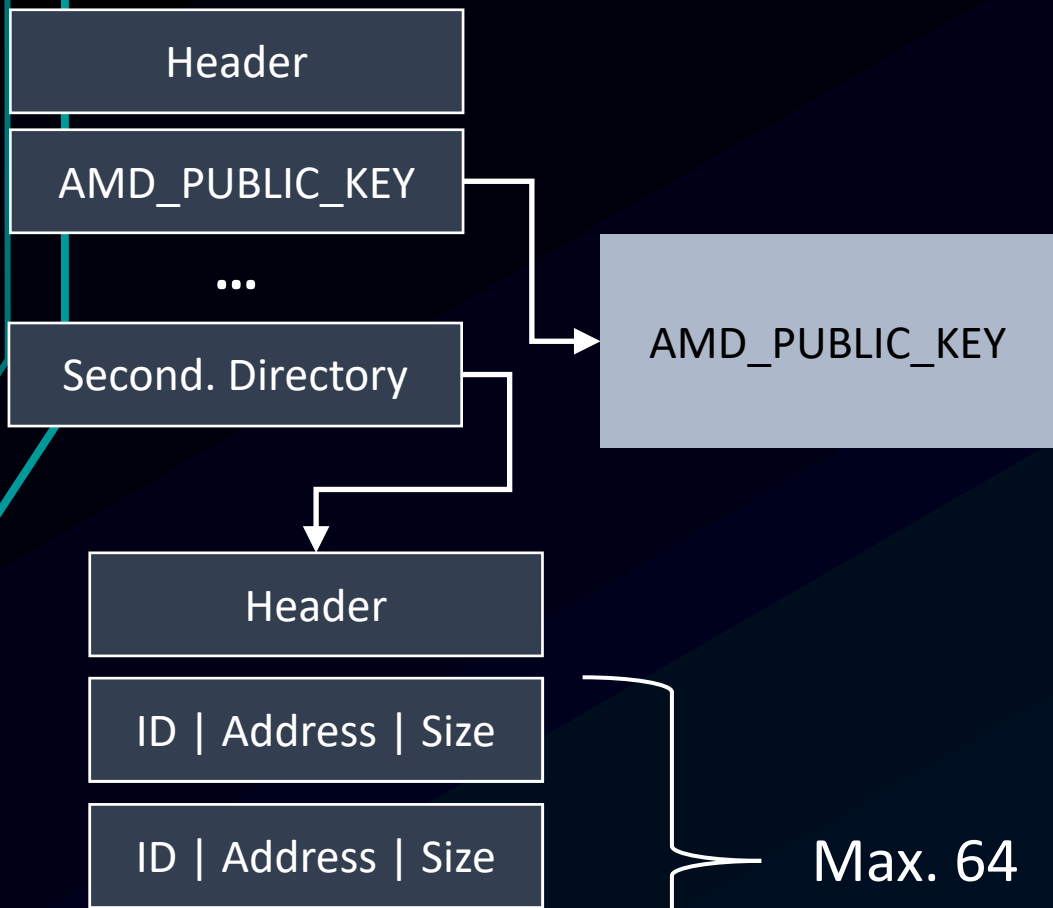 Header
AMD_PUBLIC_KEY
...
AMD_PUBLIC_KEY
Second. Directory
Header
ID | Address | Size
ID | Address | Size
Max. 64